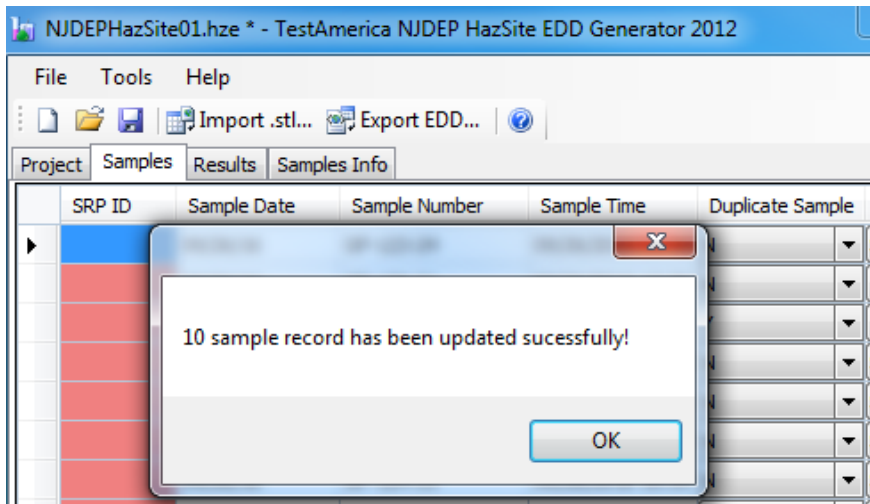 NJDEPHazSite01.hze * - TestAmerica NJDEP HazSite EDD Generator 2012
File Tools Help
Import .stl... Export EDD...
Project Samples Results Samples Info
SRP ID Sample Date Sample Number Sample Time Duplicate Sample
10 sample record has been updated sucessfully!
OK